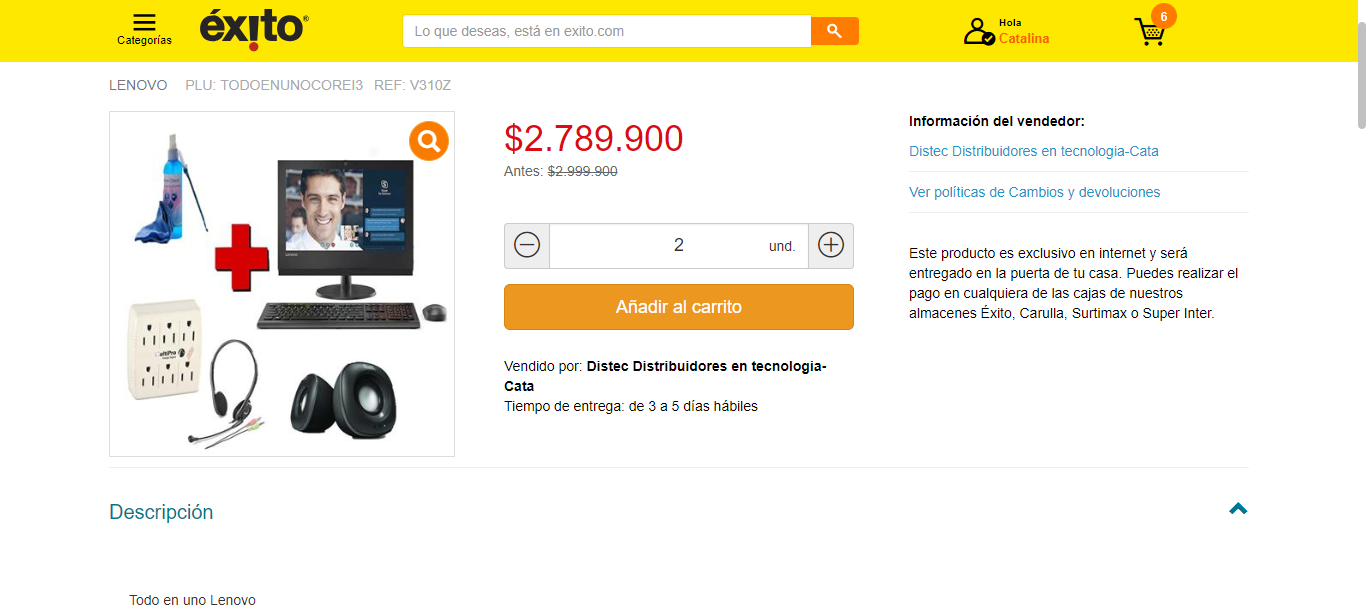 Categorías
éxito®
Lo que deseas, está en exito.com
Hola
Catalina
6
LENOVO PLU: TODOENUNOCOREI3 REF: V310Z
$2.789.900
Antes: $2.999.900
2 und.
Añadir al carrito
Vendido por: Distec Distribuidores en tecnologia-
Cata
Tiempo de entrega: de 3 a 5 días hábiles
Información del vendedor:
Distec Distribuidores en tecnologia-Cata
Ver políticas de Cambios y devoluciones
Este producto es exclusivo en internet y será
entregado en la puerta de tu casa. Puedes realizar el
pago en cualquiera de las cajas de nuestros
almacenes Éxito, Carulla, Surtimax o Super Inter.
Descripción
Todo en uno Lenovo